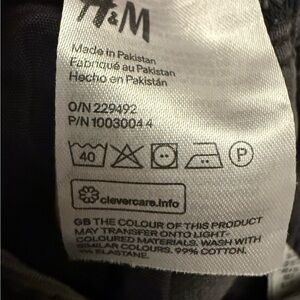 H&M
Made in Pakistan
Fabriqué au Pakistan
Hecho en Pakistán
O/N 229492
P/N 1003004 4
40
P
clevercare.info
GB THE COLOUR OF THIS PRODUCT
MAY TRANSFER ONTO LIGHT-
COLOURED MATERIALS. WASH WITH
SIMILAR COLOURS. 99% COTTON,
1% ELASTANE.